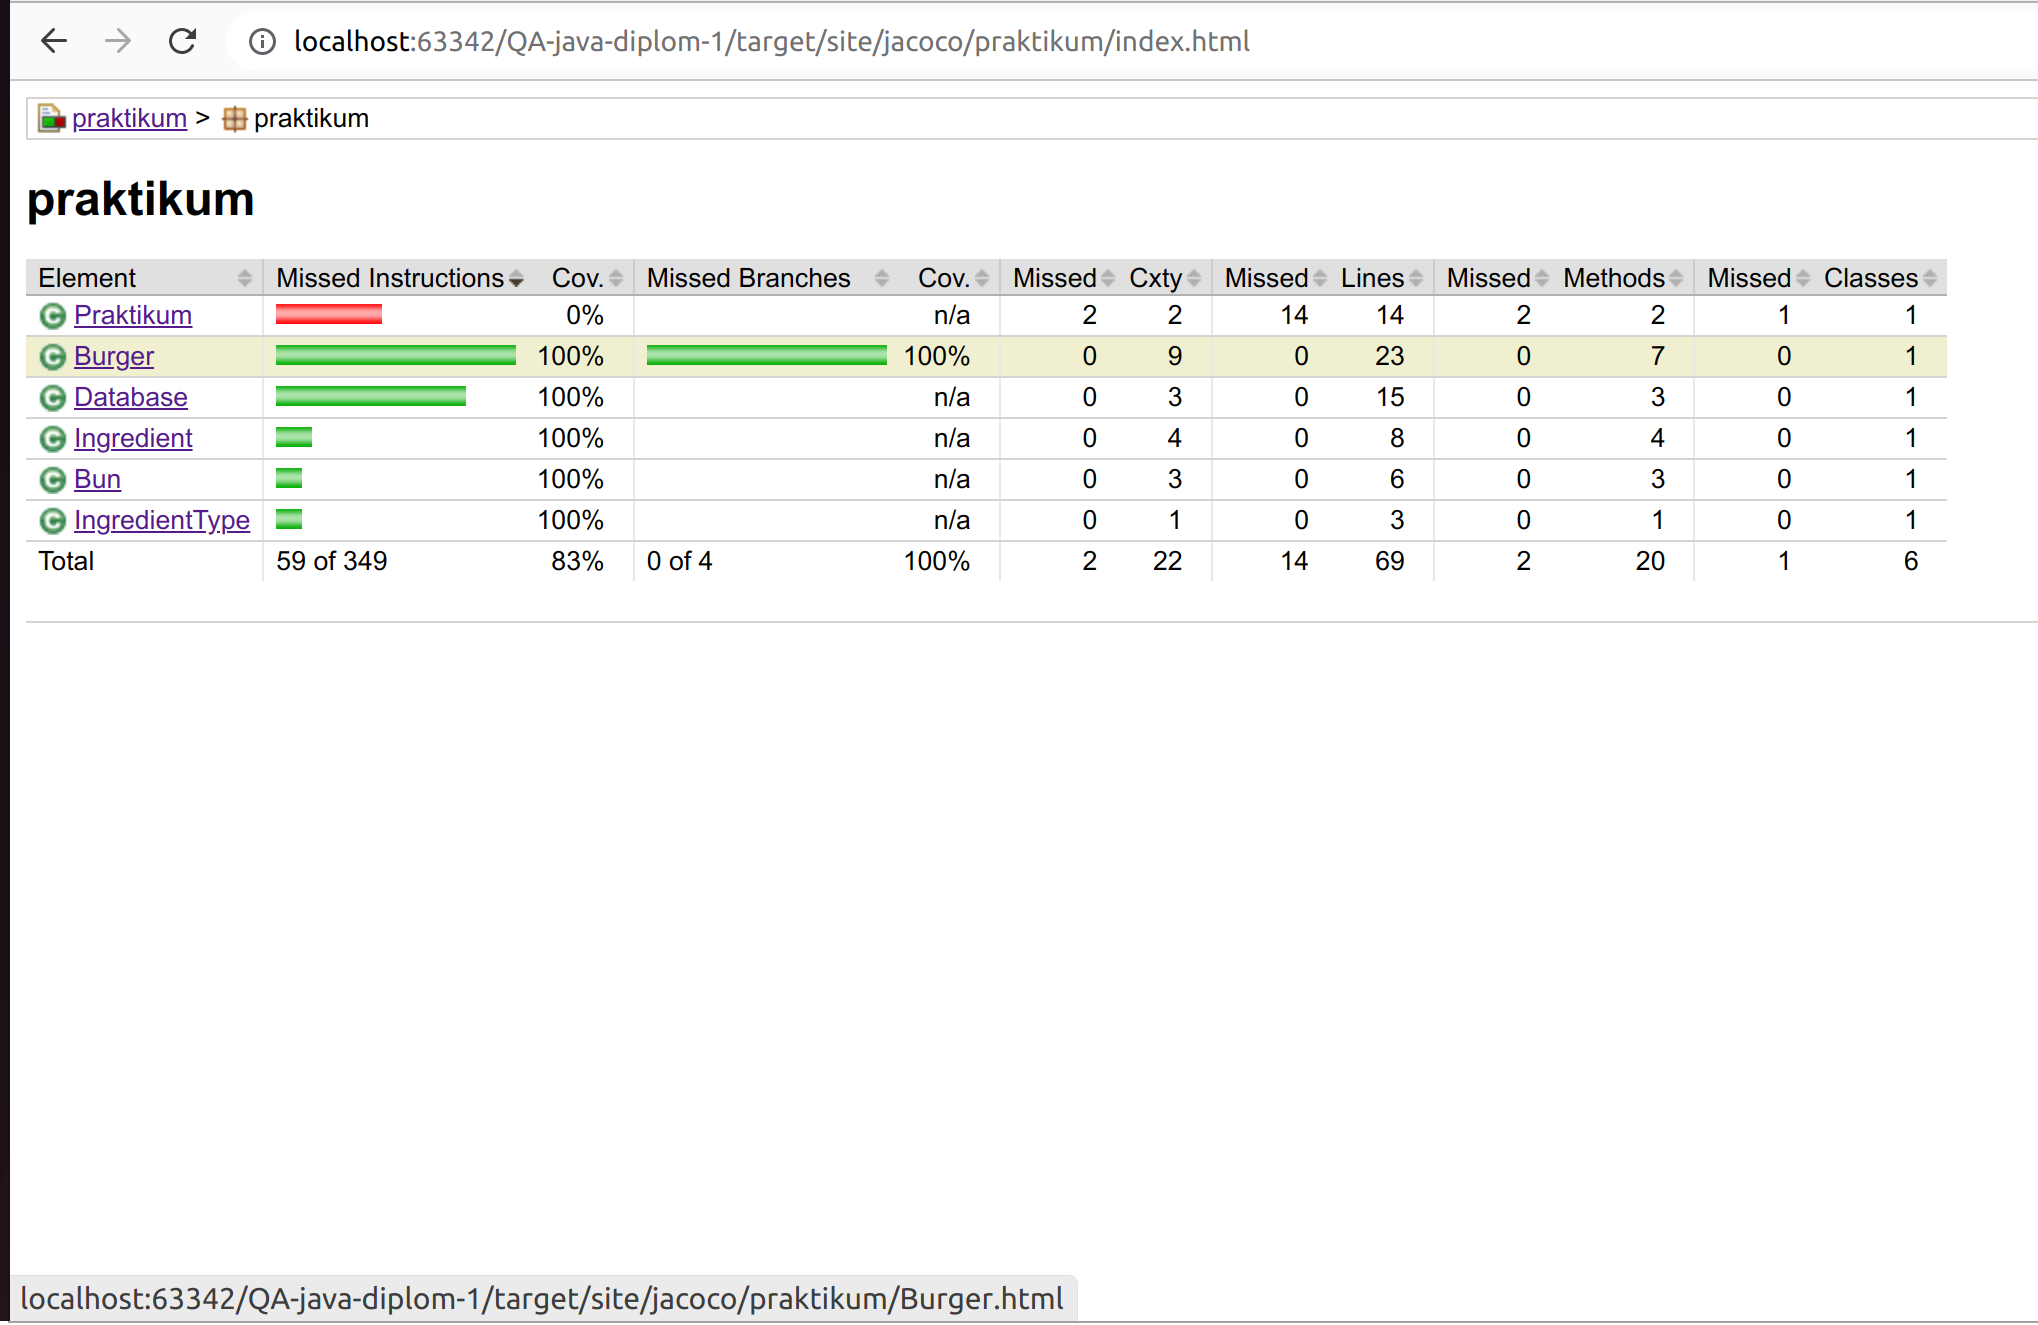 localhost:63342/QA-java-diplom-1/target/site/jacoco/praktikum/index.html
praktikum > praktikum
praktikum
Element Missed Instructions Cov. Missed Branches Cov. Missed Cxty Missed Lines Missed Methods Missed Classes
Praktikum 0% n/a 2 2 14 14 2 2 1 1
Burger 100% 100% 0 9 0 23 0 7 0 1
Database 100% n/a 0 3 0 15 0 3 0 1
Ingredient 100% n/a 0 4 0 8 0 4 0 1
Bun 100% n/a 0 3 0 6 0 3 0 1
IngredientType 100% n/a 0 1 0 3 0 1 0 1
Total 59 of 349 83% 0 of 4 100% 2 22 14 69 2 20 1 6
localhost:63342/QA-java-diplom-1/target/site/jacoco/praktikum/Burger.html